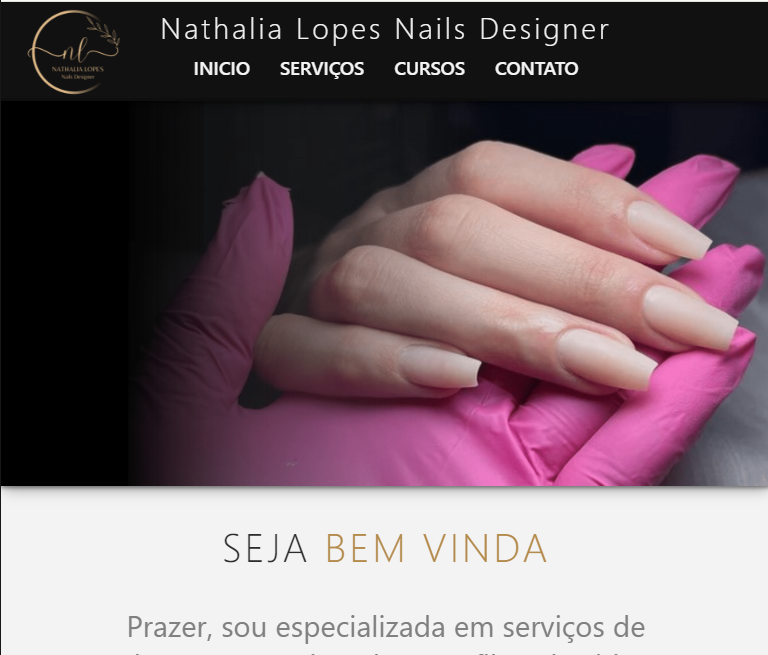 Nathalia Lopes Nails Designer
nl
NATHALIA LOPES
Nails Designer
INICIO SERVIÇOS CURSOS CONTATO
SEJA BEM VINDA
Prazer, sou especializada em serviços de